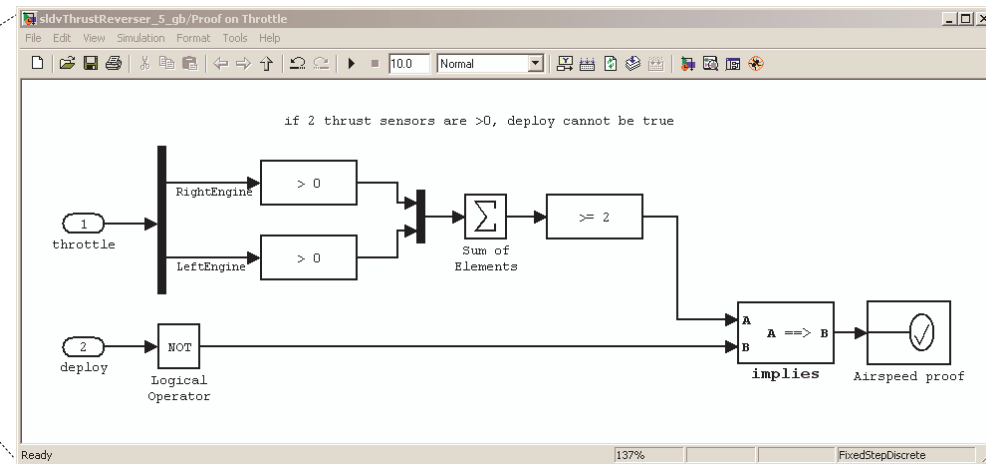 sldvThrustReverser_5_gb/Proof on Throttle
File Edit View Simulation Format Tools Help
10.0 Normal
if 2 thrust sensors are >0, deploy cannot be true
RightEngine
> 0
1
throttle
LeftEngine
> 0
Sum of
Elements
>= 2
2
deploy
NOT
Logical
Operator
A
B
A ==> B
implies
Airspeed proof
Ready 137% FixedStepDiscrete